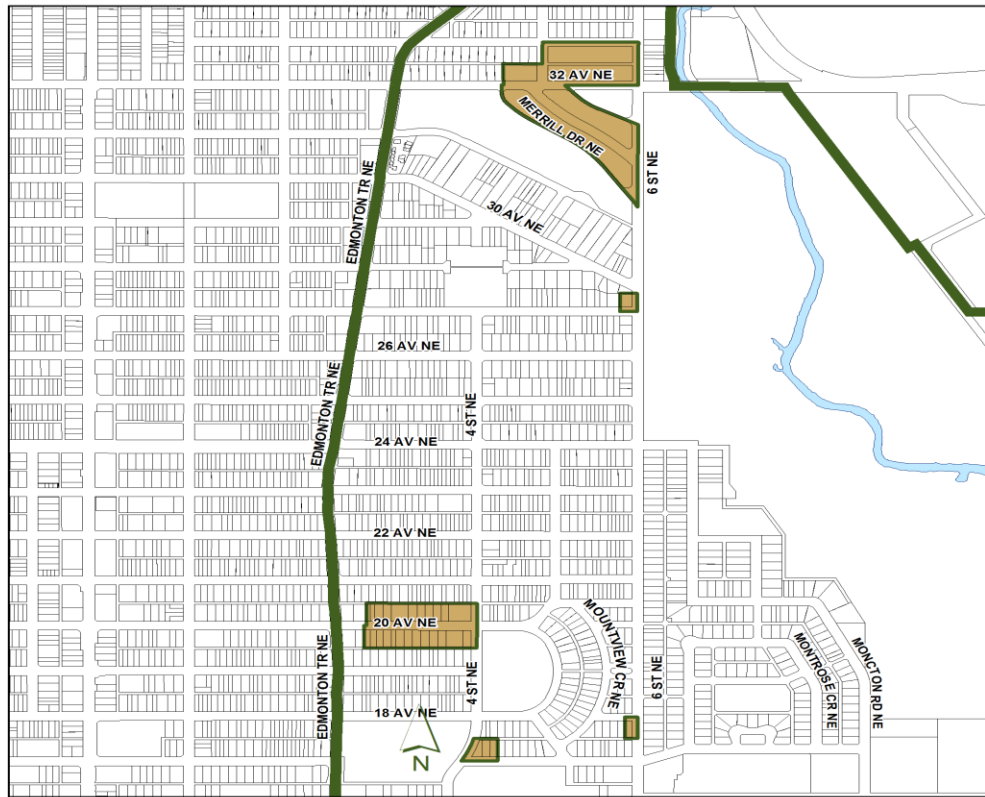 32 AV NE
MERRILL DR NE
6 ST NE
EDMONTON TR NE
30 AV NE
26 AV NE
EDMONTON TR NE
4 ST NE
24 AV NE
22 AV NE
20 AV NE
MOUNTVIEW CR NE
EDMONTON TR NE
4 ST NE
6 ST NE
MONTROSE CR NE
MONCTON RD NE
18 AV NE
N